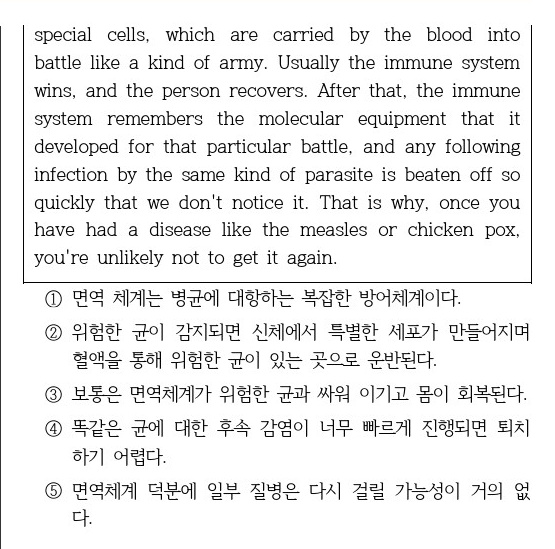 special cells, which are carried by the blood into
battle like a kind of army. Usually the immune system
wins, and the person recovers. After that, the immune
system remembers the molecular equipment that it
developed for that particular battle, and any following
infection by the same kind of parasite is beaten off so
quickly that we don't notice it. That is why, once you
have had a disease like the measles or chicken pox,
you're unlikely not to get it again.
① 면역 체계는 병균에 대항하는 복잡한 방어체계이다.
② 위험한 균이 감지되면 신체에서 특별한 세포가 만들어지며
혈액을 통해 위험한 균이 있는 곳으로 운반된다.
③ 보통은 면역체계가 위험한 균과 싸워 이기고 몸이 회복된다.
④ 똑같은 균에 대한 후속 감염이 너무 빠르게 진행되면 퇴치
하기 어렵다.
⑤ 면역체계 덕분에 일부 질병은 다시 걸릴 가능성이 거의 없
다.